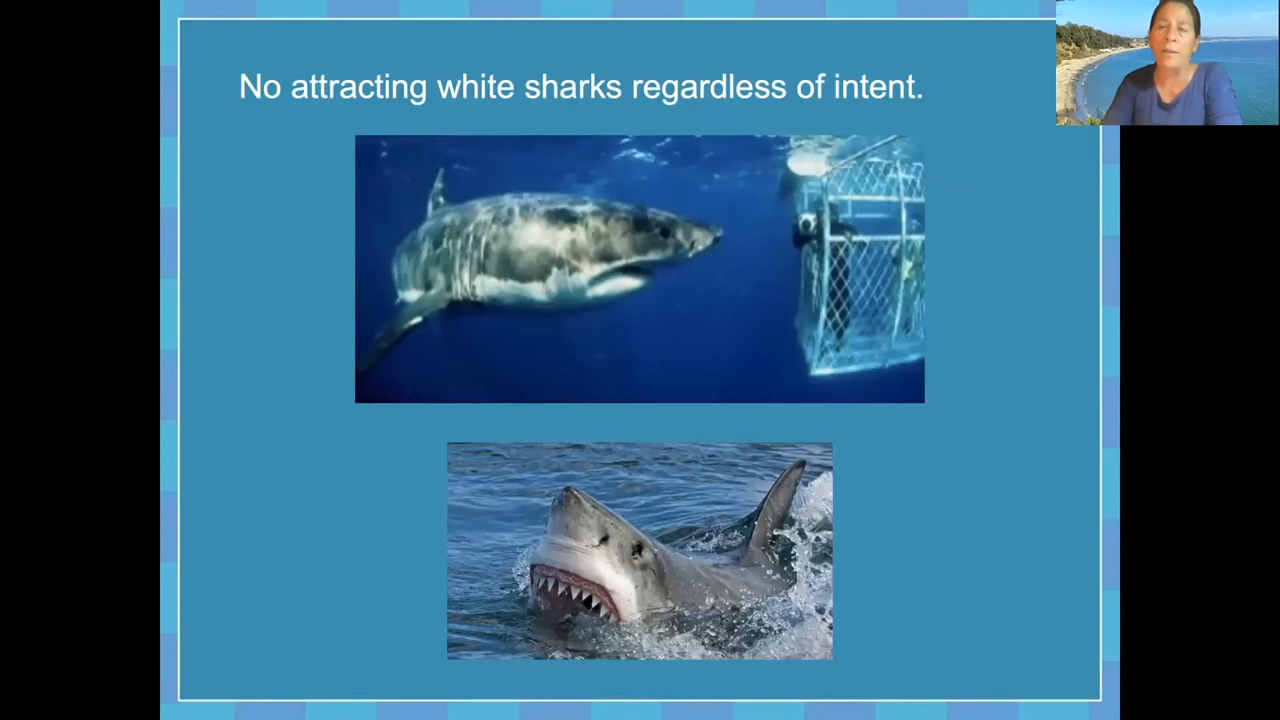 No attracting white sharks regardless of intent.